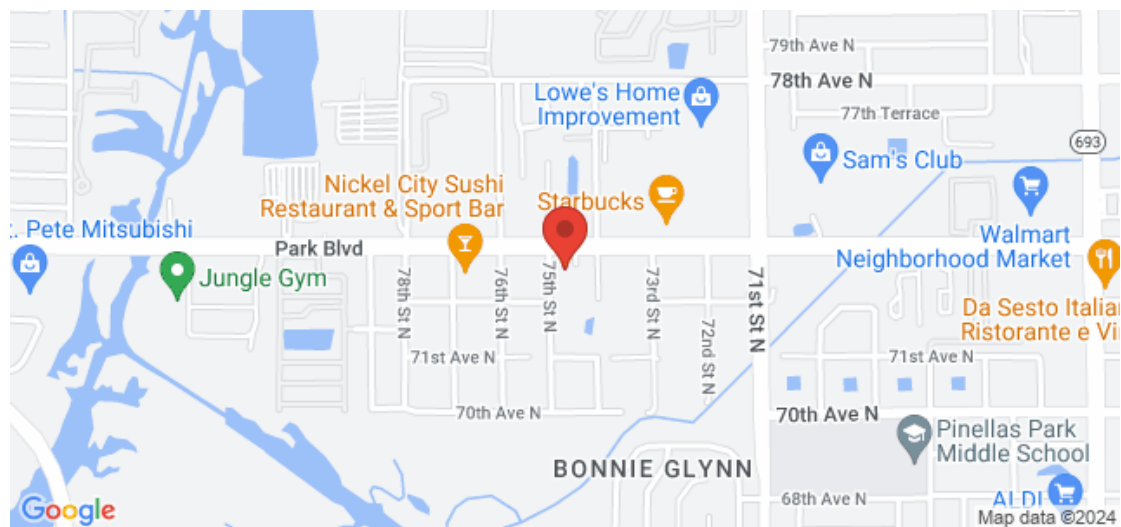 79th Ave N
78th Ave N
Lowe's Home
Improvement
77th Terrace
693
Sam's Club
Nickel City Sushi
Restaurant & Sport Bar
Starbucks
. Pete Mitsubishi
Park Blvd
Walmart
Neighborhood Market
Jungle Gym
78th St N
76th St N
75th St N
73rd St N
72nd St N
71st St N
Da Sesto Italia
Ristorante e Vi
71st Ave N
71st Ave N
70th Ave N
70th Ave N
Pinellas Park
Middle School
BONNIE GLYNN
68th Ave N
ALDI
Google
Map data ©2024